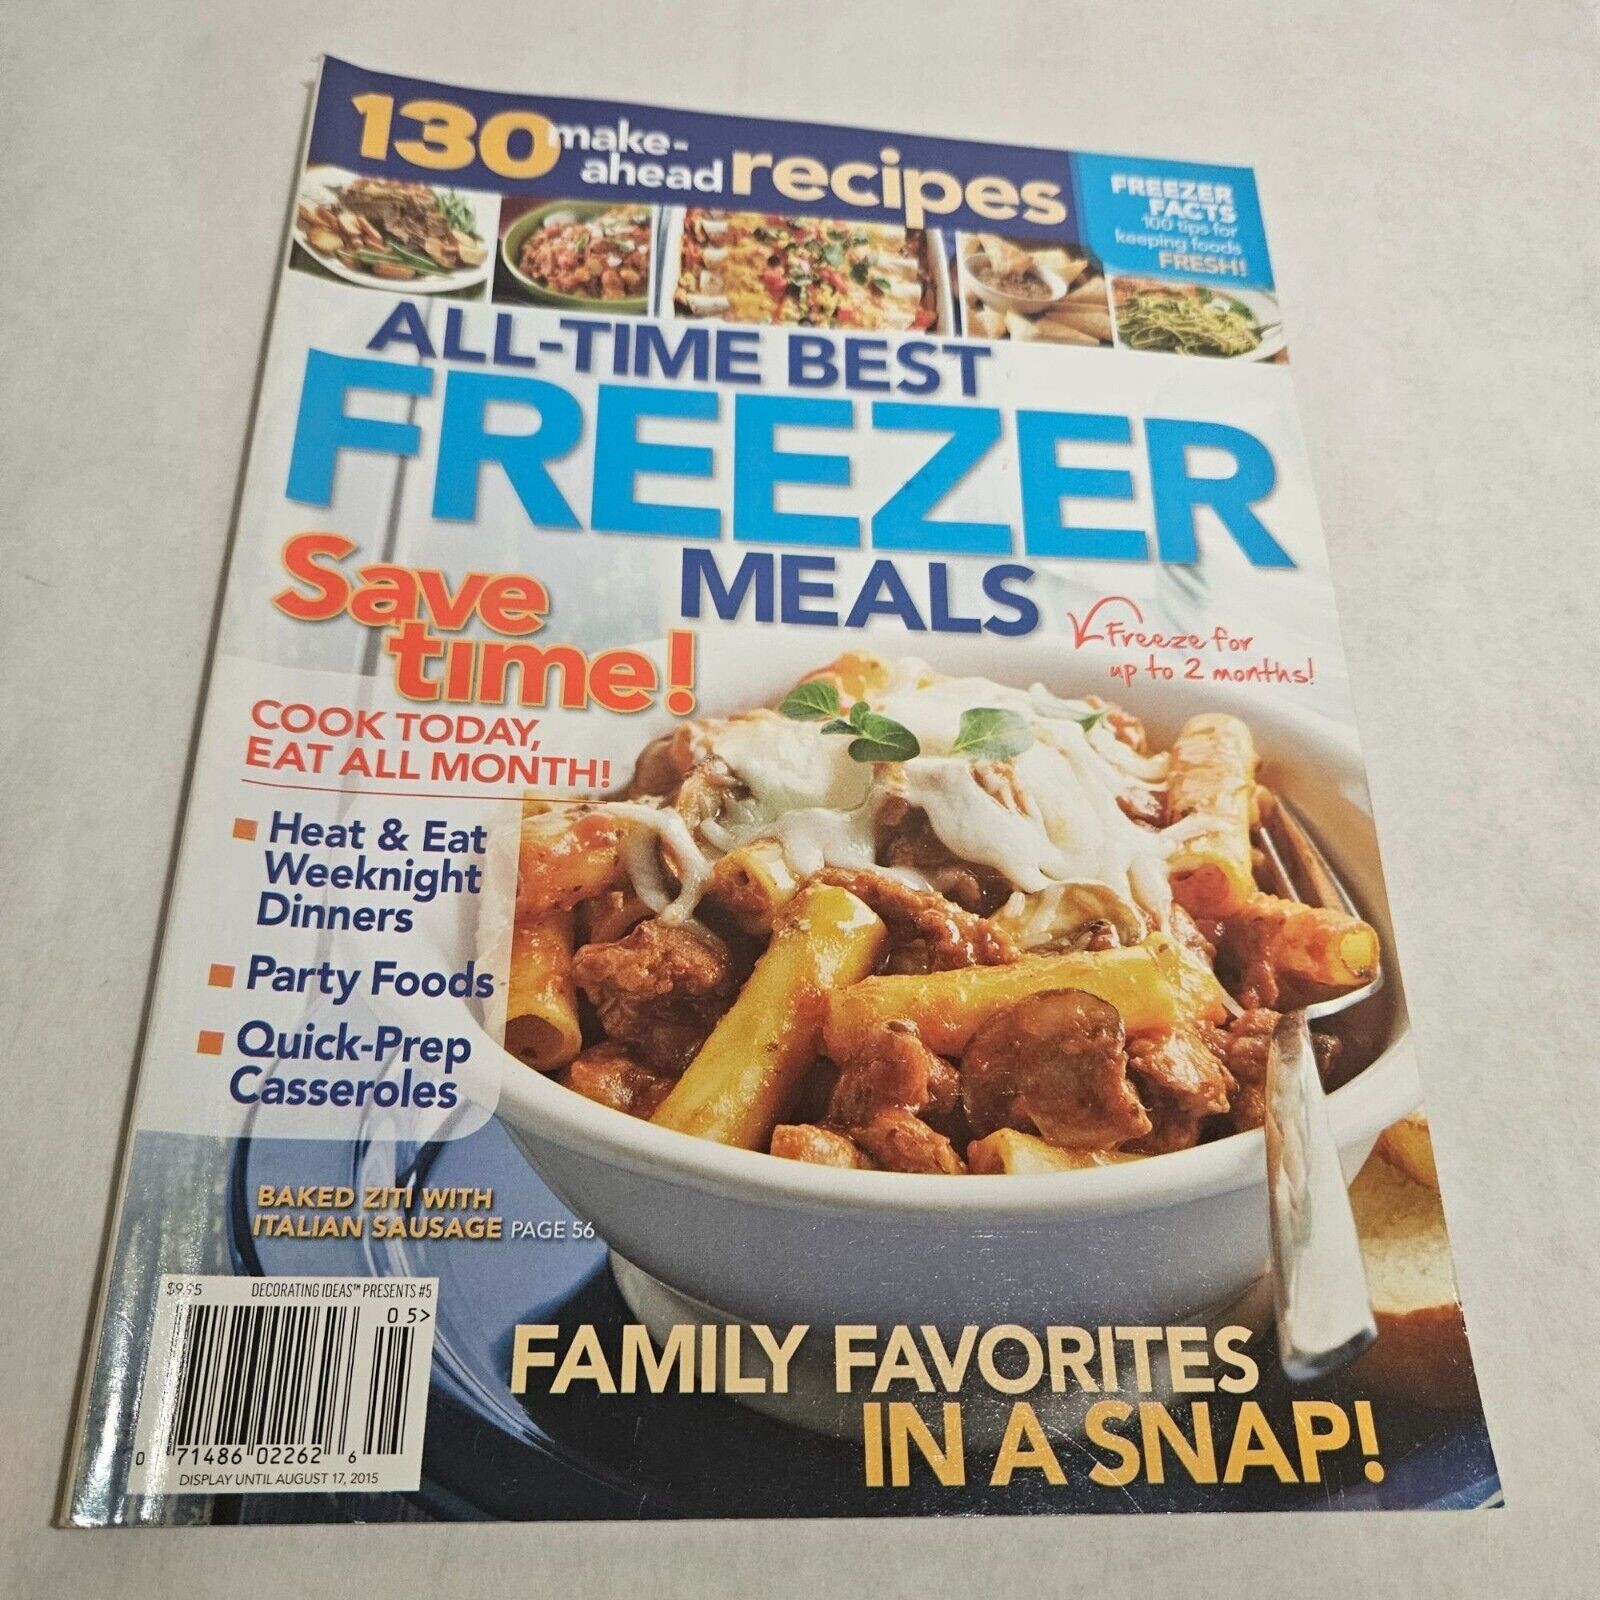 130 make-
ahead recipes
FREEZER
FACTS
100 tips for
keeping foods
FRESH!
ALL-TIME BEST
FREEZER
MEALS
Save
time!
COOK TODAY,
EAT ALL MONTH!
Freeze for
up to 2 months!
Heat & Eat
Weeknight
Dinners
Party Foods
Quick-Prep
Casseroles
BAKED ZITI WITH
ITALIAN SAUSAGE PAGE 56
$9.95 DECORATING IDEAS™ PRESENTS #5
05>
0 71486 02262 6
DISPLAY UNTIL AUGUST 17, 2015
FAMILY FAVORITES
IN A SNAP!